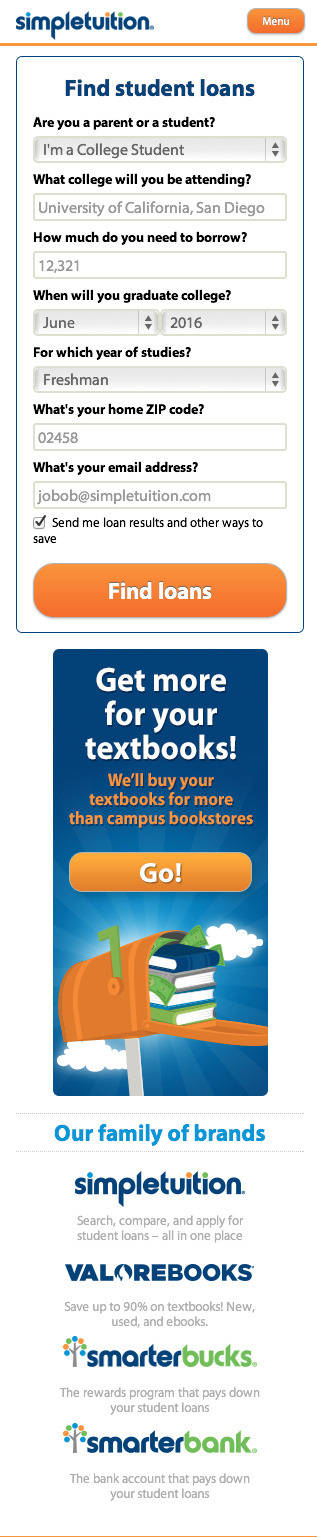 simpletuition
Menu
Find student loans
Are you a parent or a student?
I'm a College Student
What college will you be attending?
University of California, San Diego
How much do you need to borrow?
12,321
When will you graduate college?
June 2016
For which year of studies?
Freshman
What's your home ZIP code?
02458
What's your email address?
jobob@simpletuition.com
Send me loan results and other ways to
save
Find loans
Get more
for your
textbooks!
We'll buy your
textbooks for more
than campus bookstores
Go!
Our family of brands
simpletuition
Search, compare, and apply for
student loans – all in one place
VALOREBOOKS
Save up to 90% on textbooks! New,
used, and ebooks.
smarterbucks®
The rewards program that pays down
your student loans
smarterbank®
The bank account that pays down
your student loans